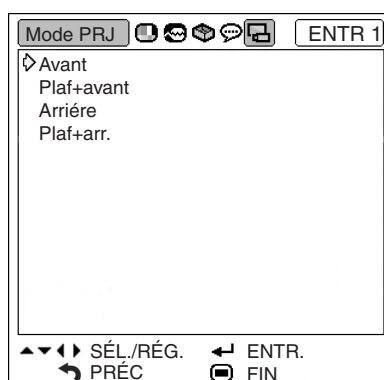 Mode PRJ ENTR 1
Avant
Plaf+avant
Arriére
Plaf+arr.
SÉL./RÉG. ENTR.
PRÉC FIN